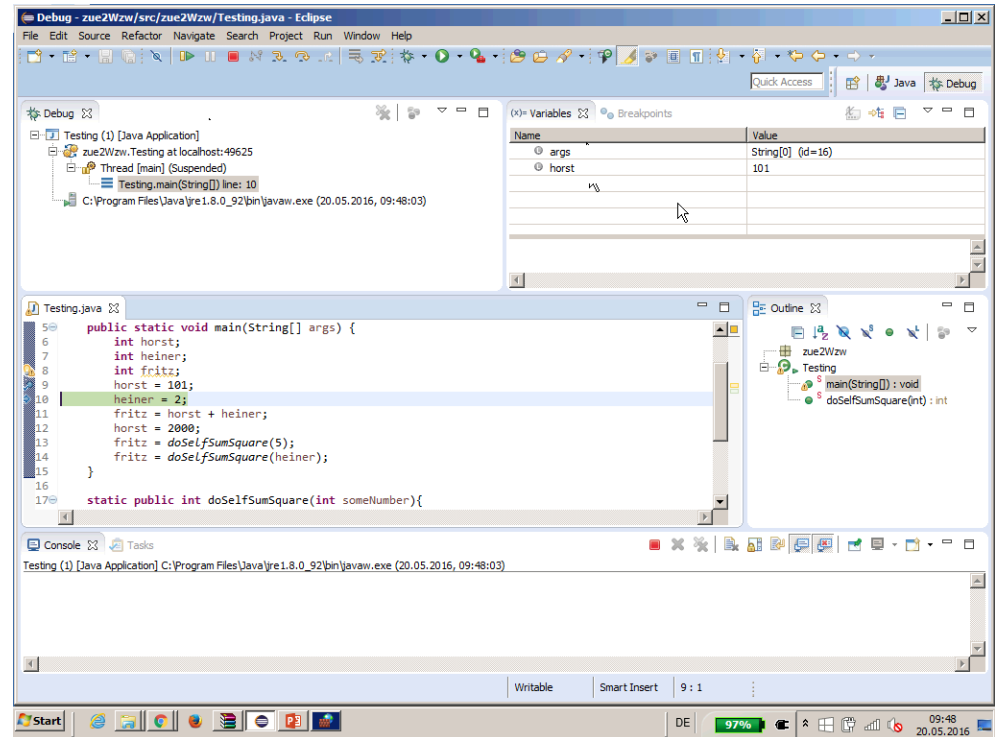 Debug - zue2Wzw/src/zue2Wzw/Testing.java - Eclipse
File Edit Source Refactor Navigate Search Project Run Window Help
Quick Access Java Debug
Debug
Testing (1) [Java Application]
zue2Wzw.Testing at localhost:49625
Thread [main] (Suspended)
Testing.main(String[]) line: 10
C:\Program Files\Java\jre1.8.0_92\bin\javaw.exe (20.05.2016, 09:48:03)
(x)= Variables Breakpoints
Name Value
args String[0] (id=16)
horst 101
Testing.java
5 public static void main(String[] args) {
6 int horst;
7 int heiner;
8 int fritz;
9 horst = 101;
10 heiner = 2;
11 fritz = horst + heiner;
12 horst = 2000;
13 fritz = doSelfSumSquare(5);
14 fritz = doSelfSumSquare(heiner);
15 }
16
17 static public int doSelfSumSquare(int someNumber){
Outline
zue2Wzw
Testing
main(String[]) : void
doSelfSumSquare(int) : int
Console Tasks
Testing (1) [Java Application] C:\Program Files\Java\jre1.8.0_92\bin\javaw.exe (20.05.2016, 09:48:03)
Writable Smart Insert 9 : 1
Start DE 97% 09:48
20.05.2016